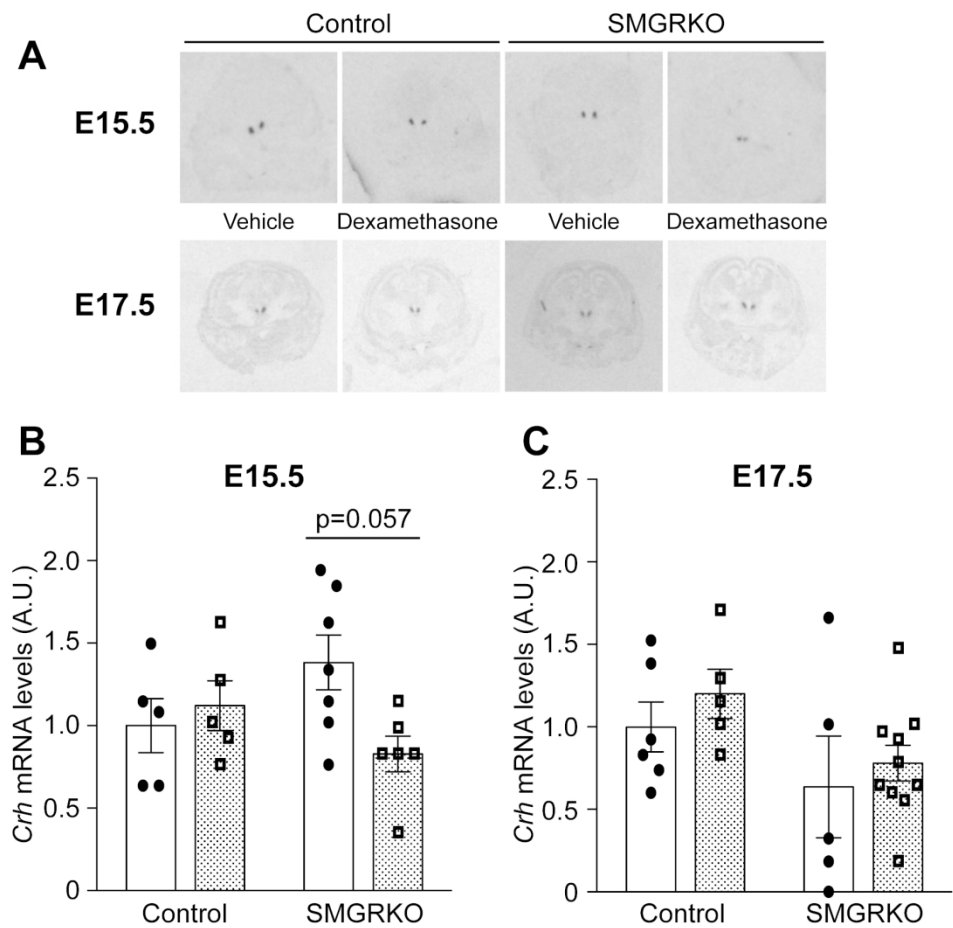 Control SMGRKO
A
E15.5
Vehicle Dexamethasone Vehicle Dexamethasone
E17.5
B
E15.5
2.5
2.0
1.5
1.0
0.5
0
Crh mRNA levels (A.U.)
p=0.057
Control SMGRKO
C
E17.5
2.5
2.0
1.5
1.0
0.5
0
Crh mRNA levels (A.U.)
Control SMGRKO